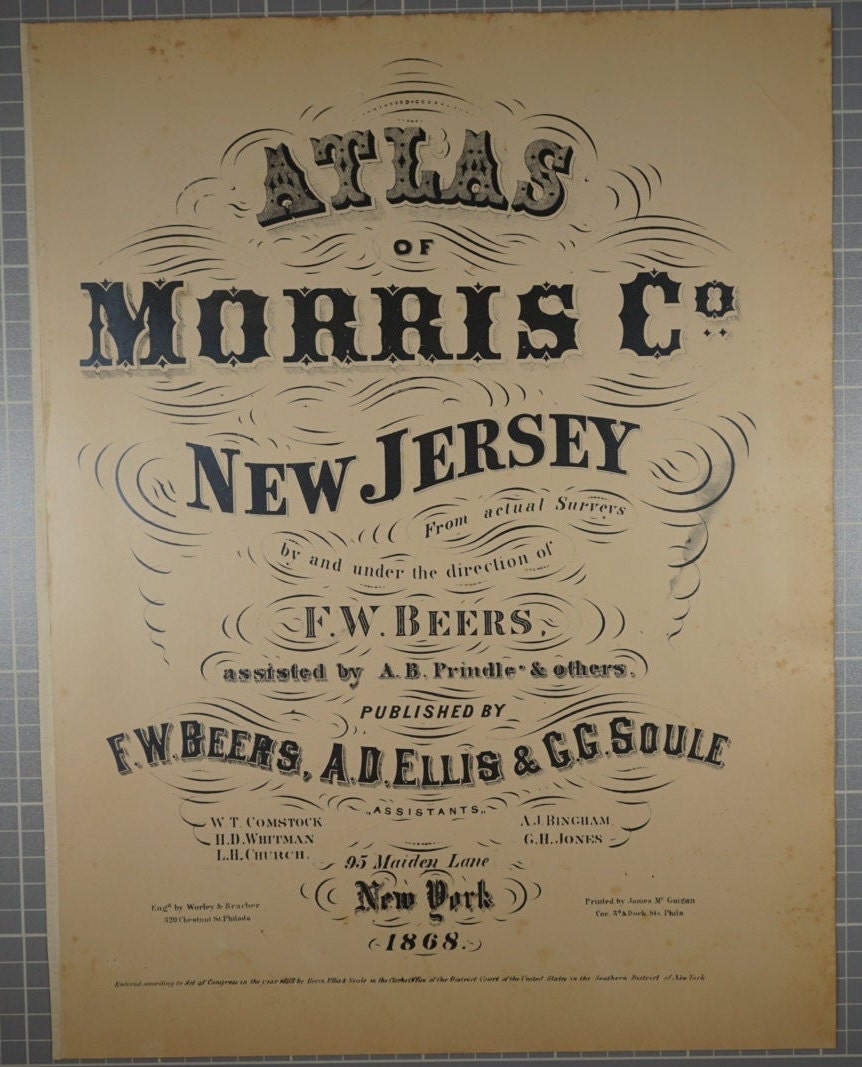 ATLAS
OF
MORRIS Co.
NEW JERSEY
From actual Surveys
by and under the direction of
F.W. BEERS,
assisted by A.B. Prindle & others.
PUBLISHED BY
F.W. BEERS, A.D. ELLIS & G.G. SOULE
ASSISTANTS
W.T. COMSTOCK
H.D. WHITMAN
L.H. CHURCH.
A.J. BINGHAM
G.H. JONES
95 Maiden Lane
New York
1868.
Engd. by Worley & Bracher
320 Chestnut St. Philada
Printed by James Mc Guigan
Cor. 3d & Dock Sts. Phila
Entered according to Act of Congress in the year 1868 by Beers, Ellis & Soule in the Clerks Office of the District Court of the United States in the Southern District of New York